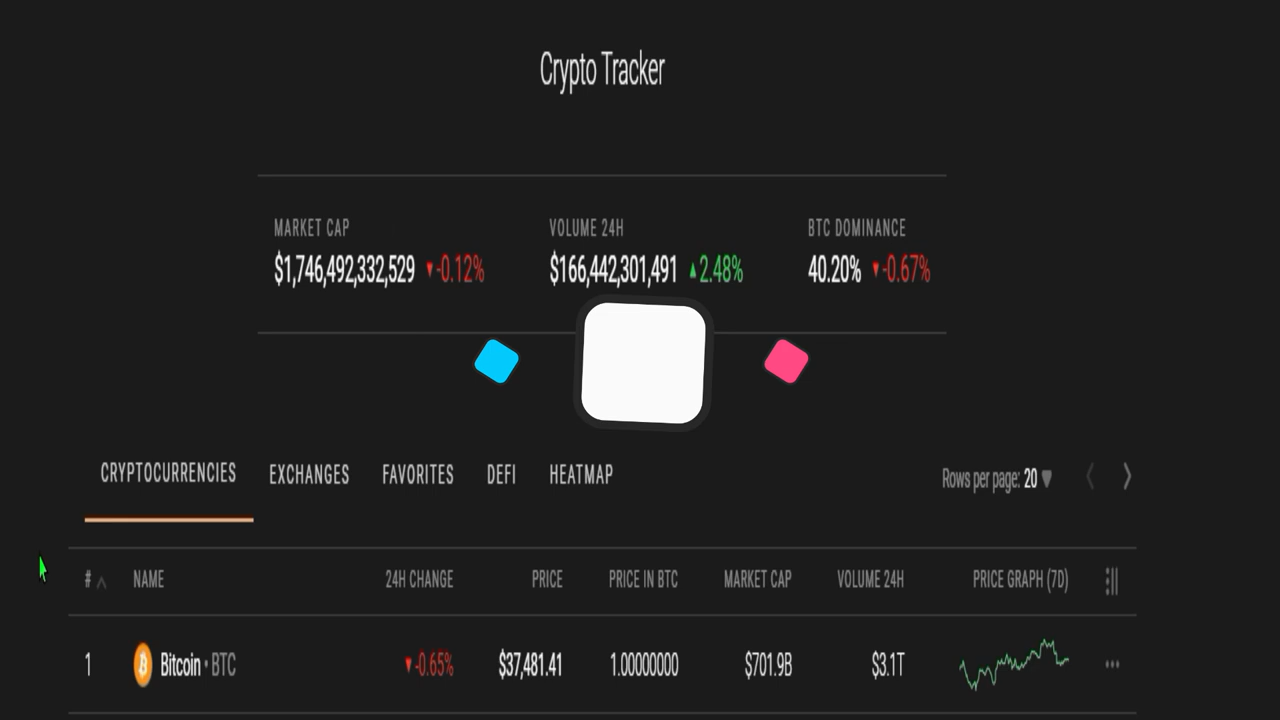 Crypto Tracker
MARKET CAP VOLUME 24H BTC DOMINANCE
$1,746,492,332,529 ▼-0.12% $166,442,301,491 ▲2.48% 40.20% ▼-0.67%
CRYPTOCURRENCIES EXCHANGES FAVORITES DEFI HEATMAP Rows per page: 20
# NAME 24H CHANGE PRICE PRICE IN BTC MARKET CAP VOLUME 24H PRICE GRAPH (7D)
1 Bitcoin • BTC ▼-0.65% $37,481.41 1.00000000 $701.9B $3.1T